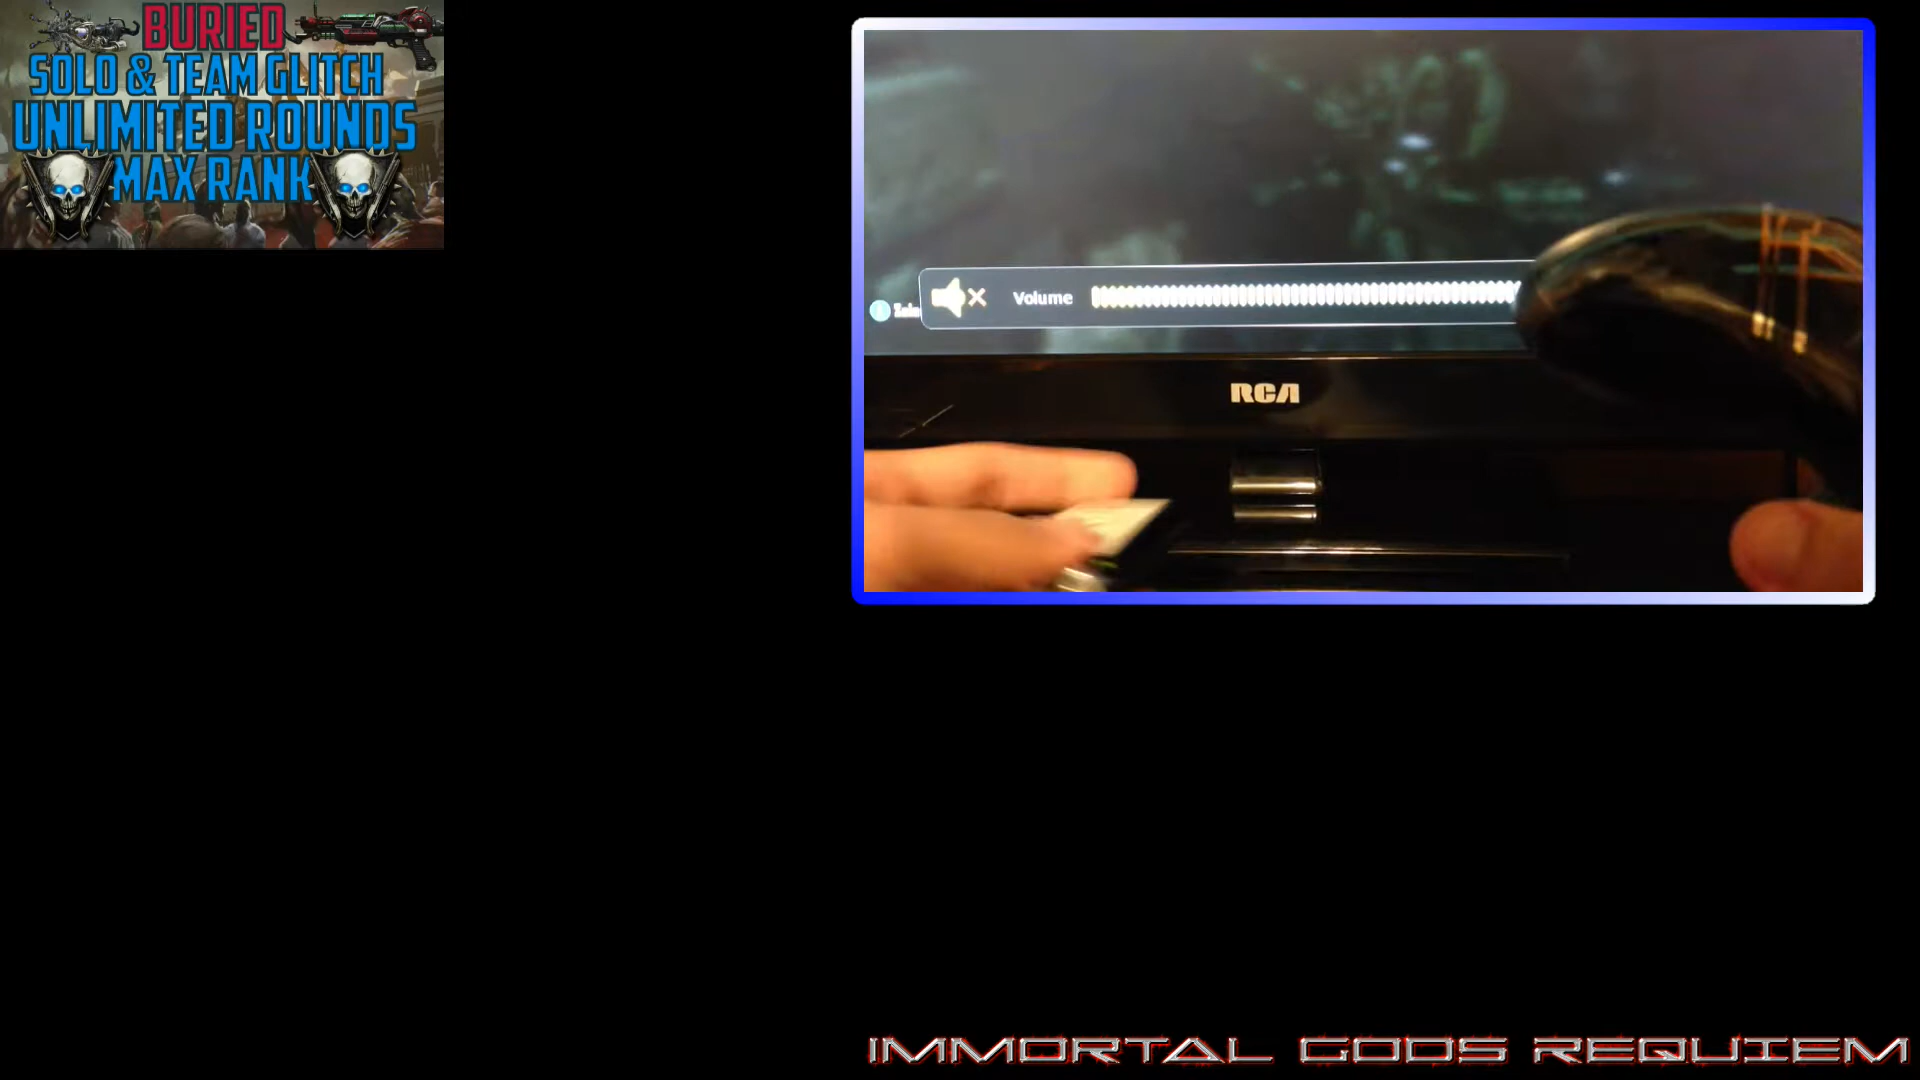 BURIED
SOLO & TEAM GLITCH
UNLIMITED ROUNDS
MAX RANK
Volume
RCA
IMMORTAL GODS REQUIEM